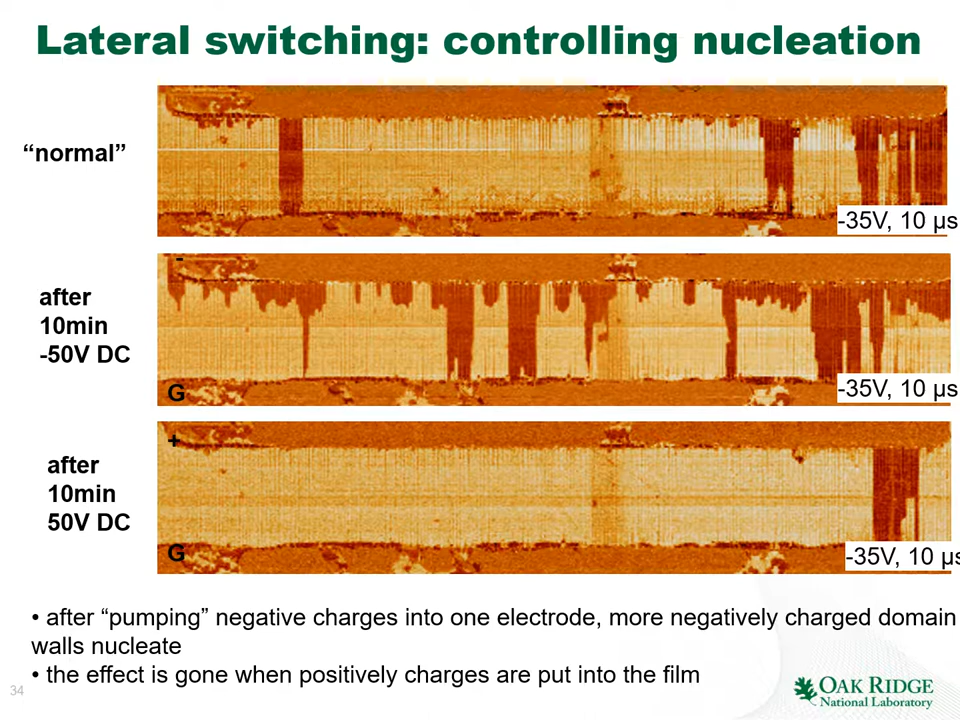 Lateral switching: controlling nucleation
“normal”
-35V, 10 µs
-
after
10min
-50V DC
G
-35V, 10 µs
+
after
10min
50V DC
G
-35V, 10 µs
• after “pumping” negative charges into one electrode, more negatively charged domain
walls nucleate
• the effect is gone when positively charges are put into the film
34
OAK RIDGE
National Laboratory